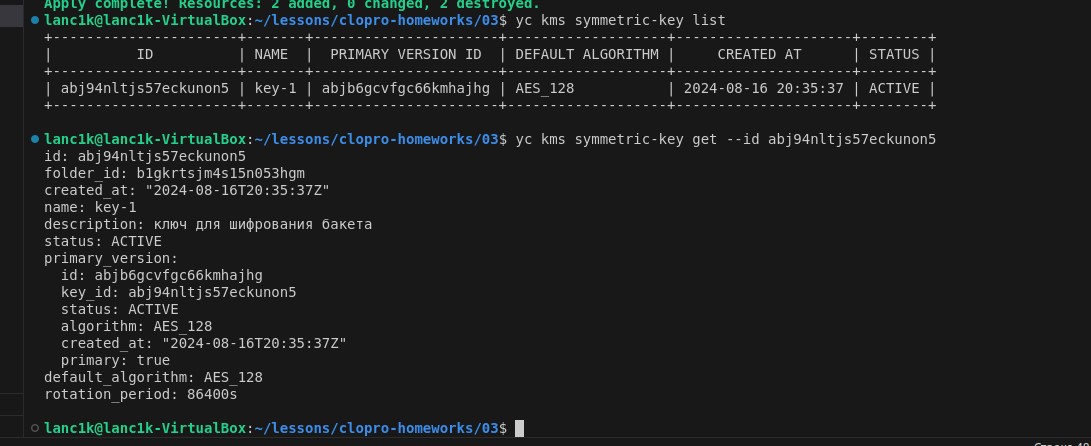 Apply complete! Resources: 2 added, 0 changed, 2 destroyed.
lanc1k@lanc1k-VirtualBox:~/lessons/clopro-homeworks/03$ yc kms symmetric-key list
+----------------------+-------+----------------------+-------------------+---------------------+--------+
|          ID          | NAME  |  PRIMARY VERSION ID  | DEFAULT ALGORITHM |     CREATED AT      | STATUS |
+----------------------+-------+----------------------+-------------------+---------------------+--------+
| abj94nltjs57eckunon5 | key-1 | abjb6gcvfgc66kmhajhg | AES_128           | 2024-08-16 20:35:37 | ACTIVE |
+----------------------+-------+----------------------+-------------------+---------------------+--------+
lanc1k@lanc1k-VirtualBox:~/lessons/clopro-homeworks/03$ yc kms symmetric-key get --id abj94nltjs57eckunon5
id: abj94nltjs57eckunon5
folder_id: b1gkrtsjm4s15n053hgm
created_at: "2024-08-16T20:35:37Z"
name: key-1
description: ключ для шифрования бакета
status: ACTIVE
primary_version:
  id: abjb6gcvfgc66kmhajhg
  key_id: abj94nltjs57eckunon5
  status: ACTIVE
  algorithm: AES_128
  created_at: "2024-08-16T20:35:37Z"
  primary: true
default_algorithm: AES_128
rotation_period: 86400s
lanc1k@lanc1k-VirtualBox:~/lessons/clopro-homeworks/03$